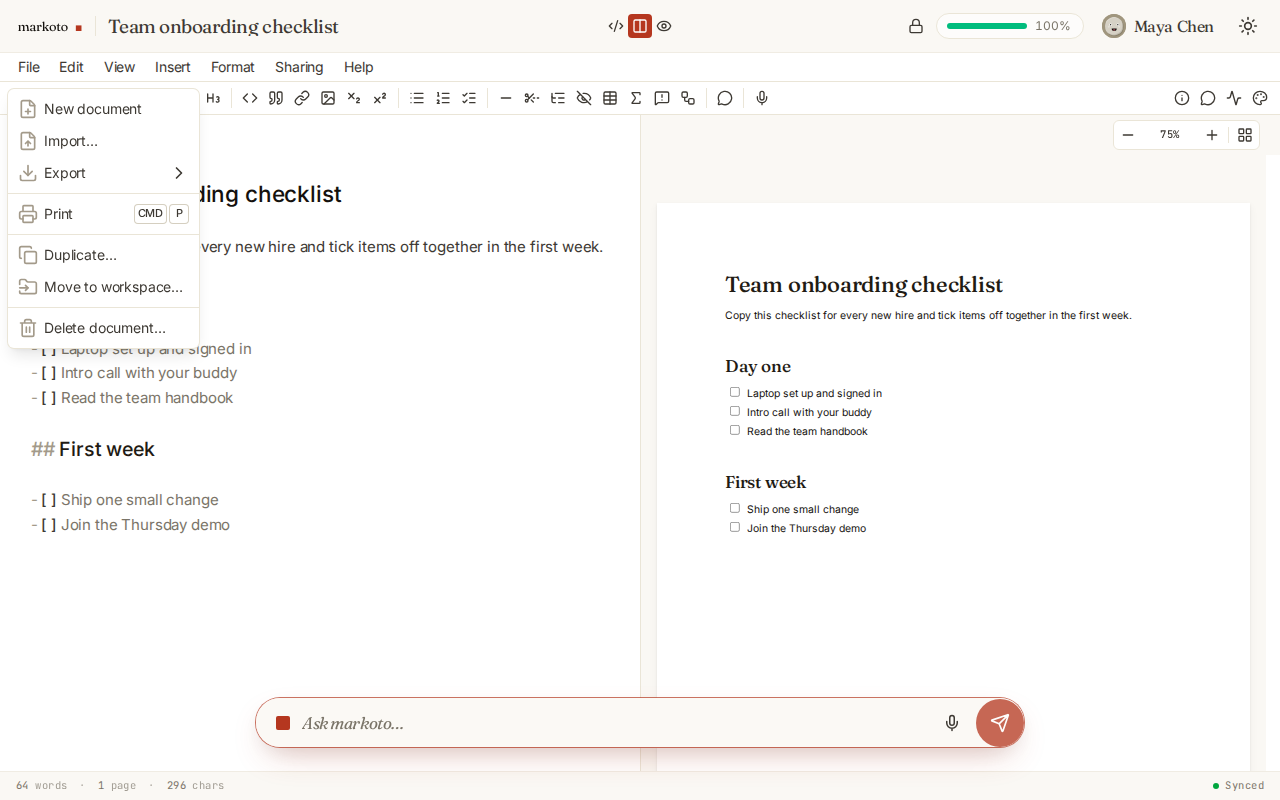 markoto
Team onboarding checklist
100%
Maya Chen
File Edit View Insert Format Sharing Help
H3
New document
Import...
Export
Print CMD P
Duplicate...
Move to workspace...
Delete document...
75%
ding checklist
very new hire and tick items off together in the first week.
- [ ] Laptop set up and signed in
- [ ] Intro call with your buddy
- [ ] Read the team handbook
## First week
- [ ] Ship one small change
- [ ] Join the Thursday demo
Team onboarding checklist
Copy this checklist for every new hire and tick items off together in the first week.
Day one
Laptop set up and signed in
Intro call with your buddy
Read the team handbook
First week
Ship one small change
Join the Thursday demo
Ask markoto...
64 words · 1 page · 296 chars
Synced